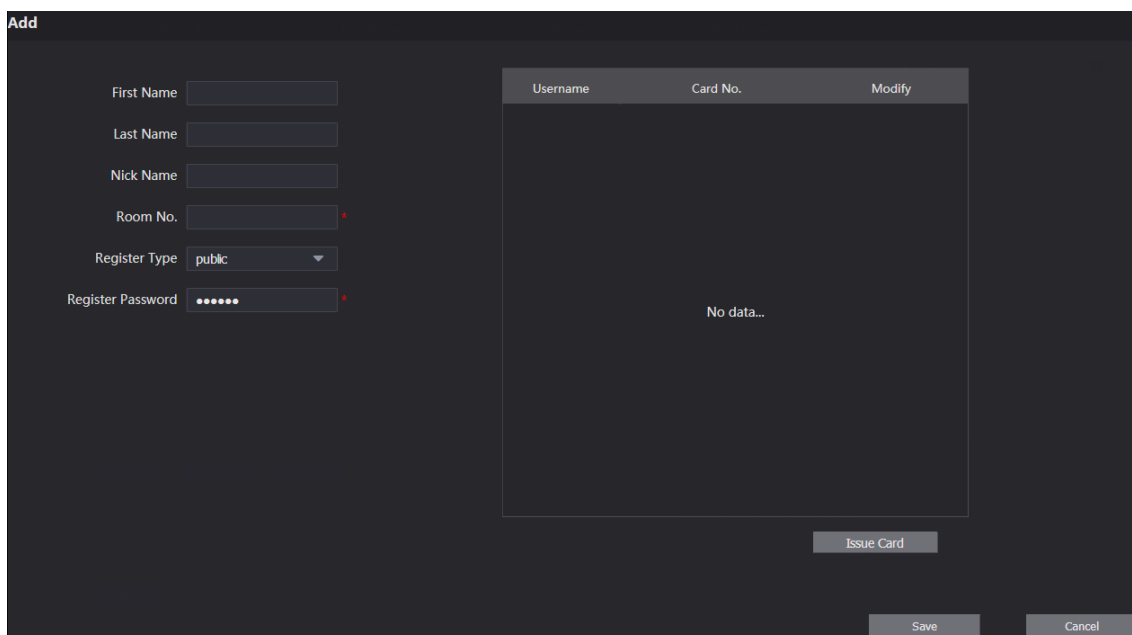 Add
First Name
Last Name
Nick Name
Room No. *
Register Type public
Register Password ●●●●●● *
Username Card No. Modify
No data...
Issue Card
Save Cancel